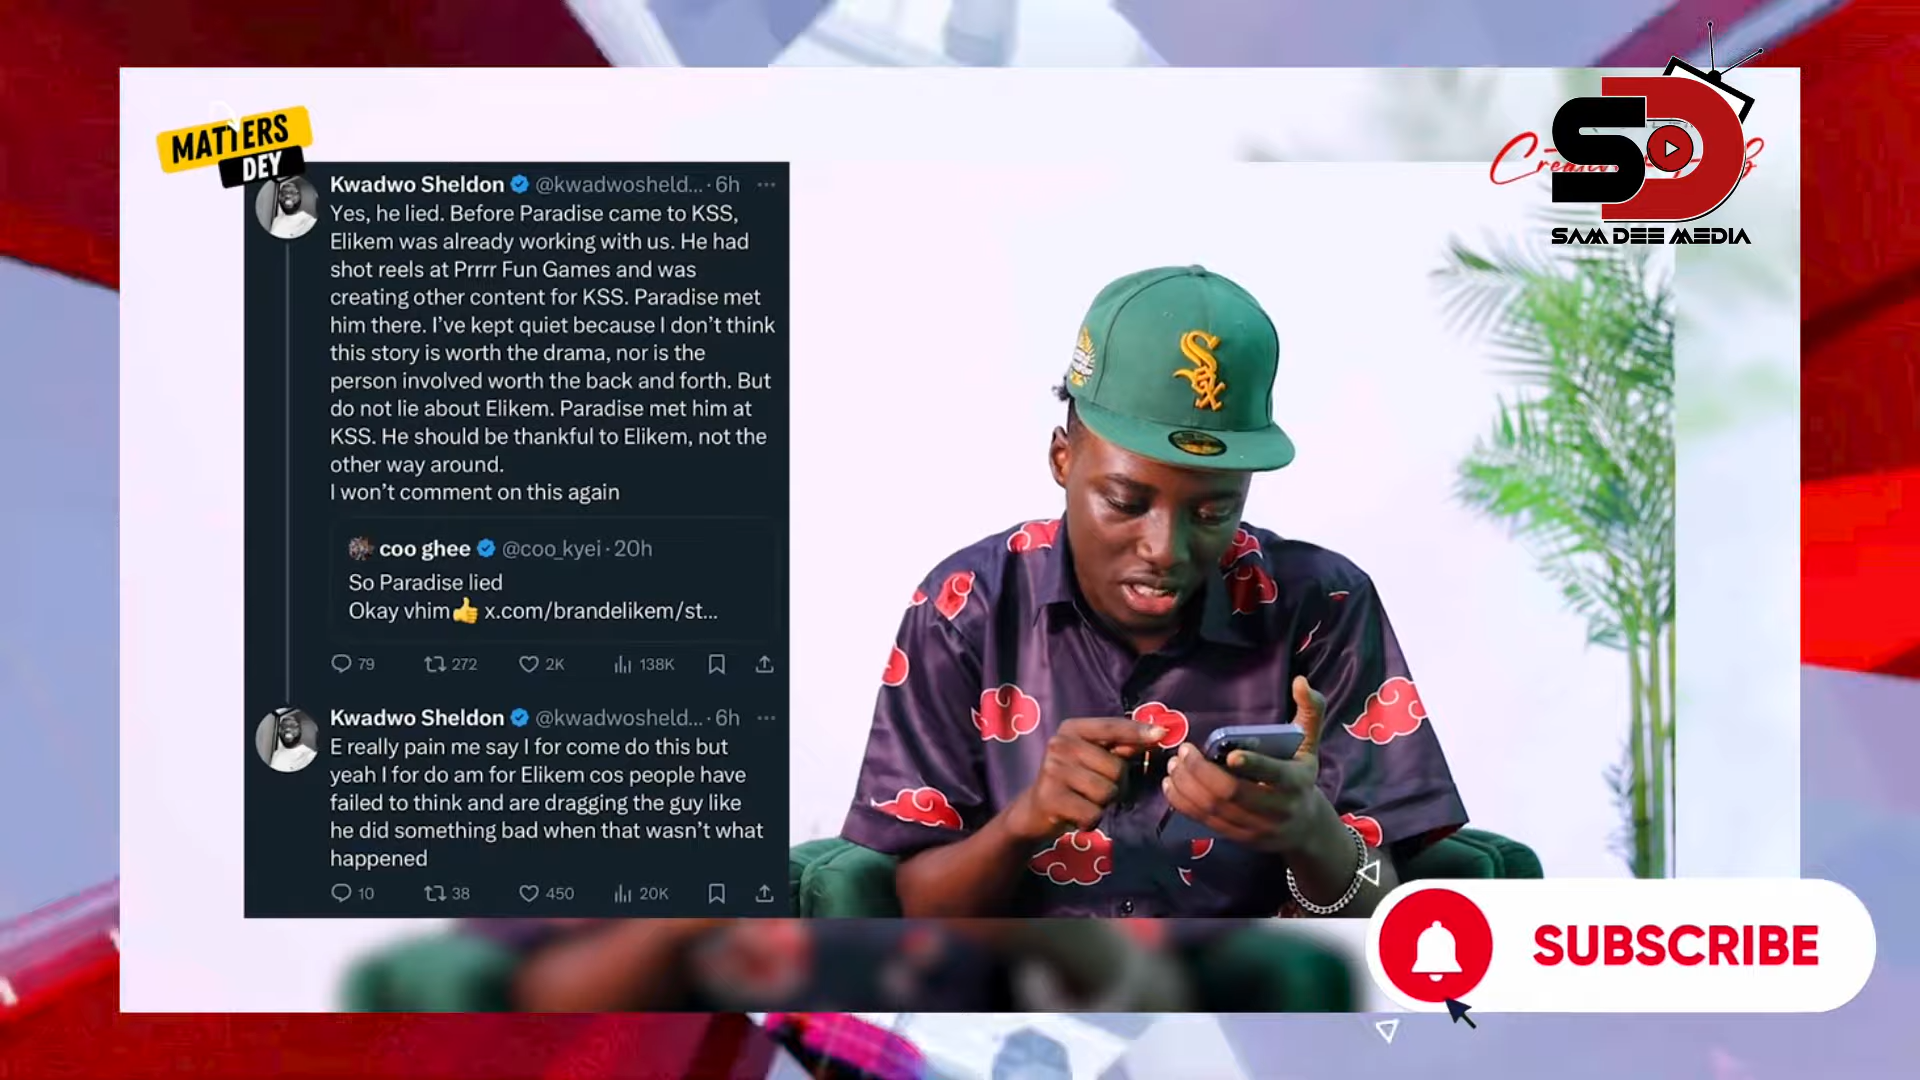 MATTERS
DEY
SD
SAM DEE MEDIA
Kwadwo Sheldon @kwadwosheld... · 6h
Yes, he lied. Before Paradise came to KSS,
Elikem was already working with us. He had
shot reels at Prrrr Fun Games and was
creating other content for KSS. Paradise met
him there. I've kept quiet because I don't think
this story is worth the drama, nor is the
person involved worth the back and forth. But
do not lie about Elikem. Paradise met him at
KSS. He should be thankful to Elikem, not the
other way around.
I won't comment on this again
coo ghee @coo_kyei · 20h
So Paradise lied
Okay vhim👍 x.com/brandelikem/st...
79 272 2K 138K
Kwadwo Sheldon @kwadwosheld... · 6h
E really pain me say I for come do this but
yeah I for do am for Elikem cos people have
failed to think and are dragging the guy like
he did something bad when that wasn't what
happened
10 38 450 20K
Sox
SUBSCRIBE